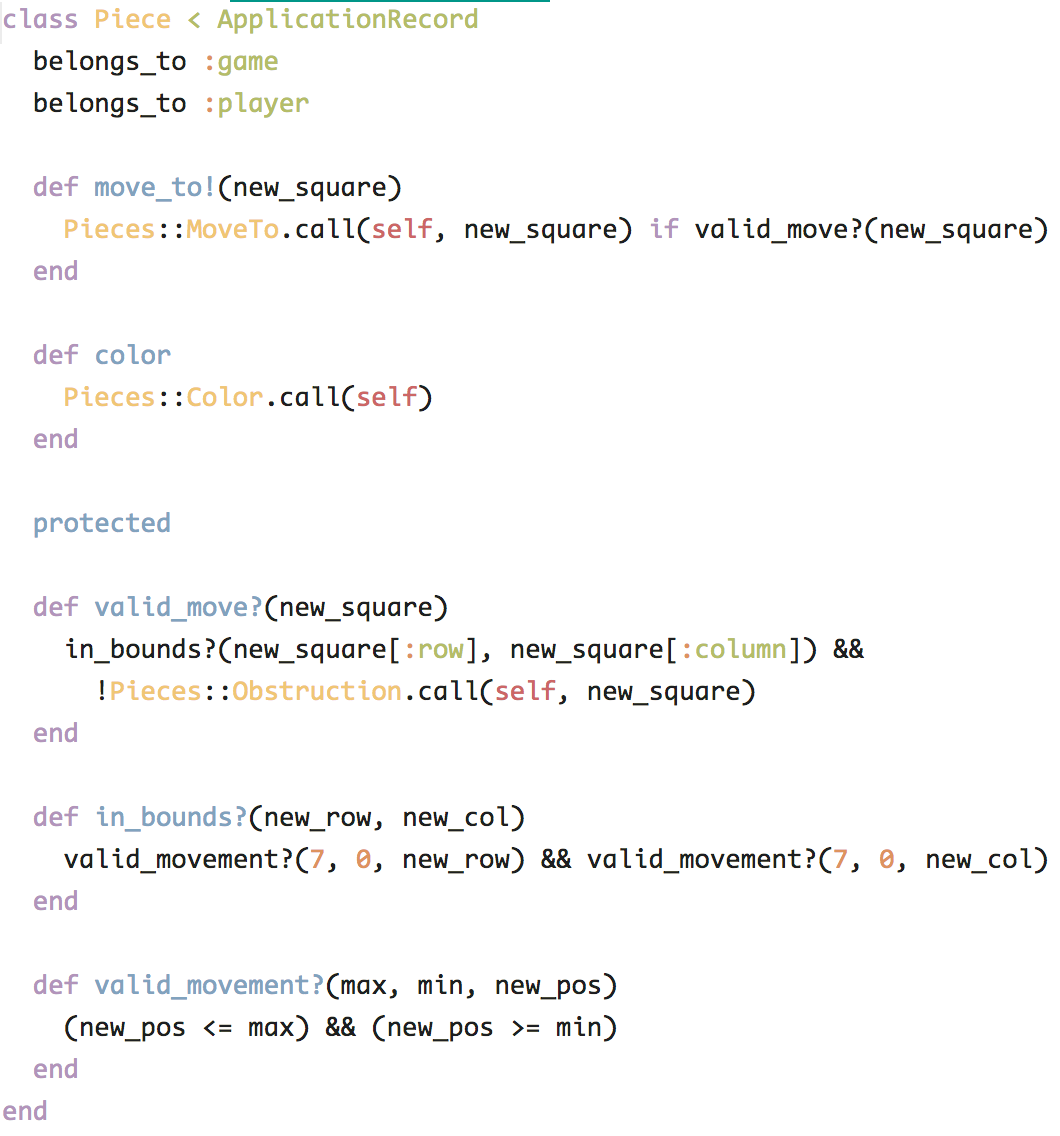 class Piece < ApplicationRecord
  belongs_to :game
  belongs_to :player

  def move_to!(new_square)
    Pieces::MoveTo.call(self, new_square) if valid_move?(new_square)
  end

  def color
    Pieces::Color.call(self)
  end

  protected

  def valid_move?(new_square)
    in_bounds?(new_square[:row], new_square[:column]) &&
      !Pieces::Obstruction.call(self, new_square)
  end

  def in_bounds?(new_row, new_col)
    valid_movement?(7, 0, new_row) && valid_movement?(7, 0, new_col)
  end

  def valid_movement?(max, min, new_pos)
    (new_pos <= max) && (new_pos >= min)
  end
end